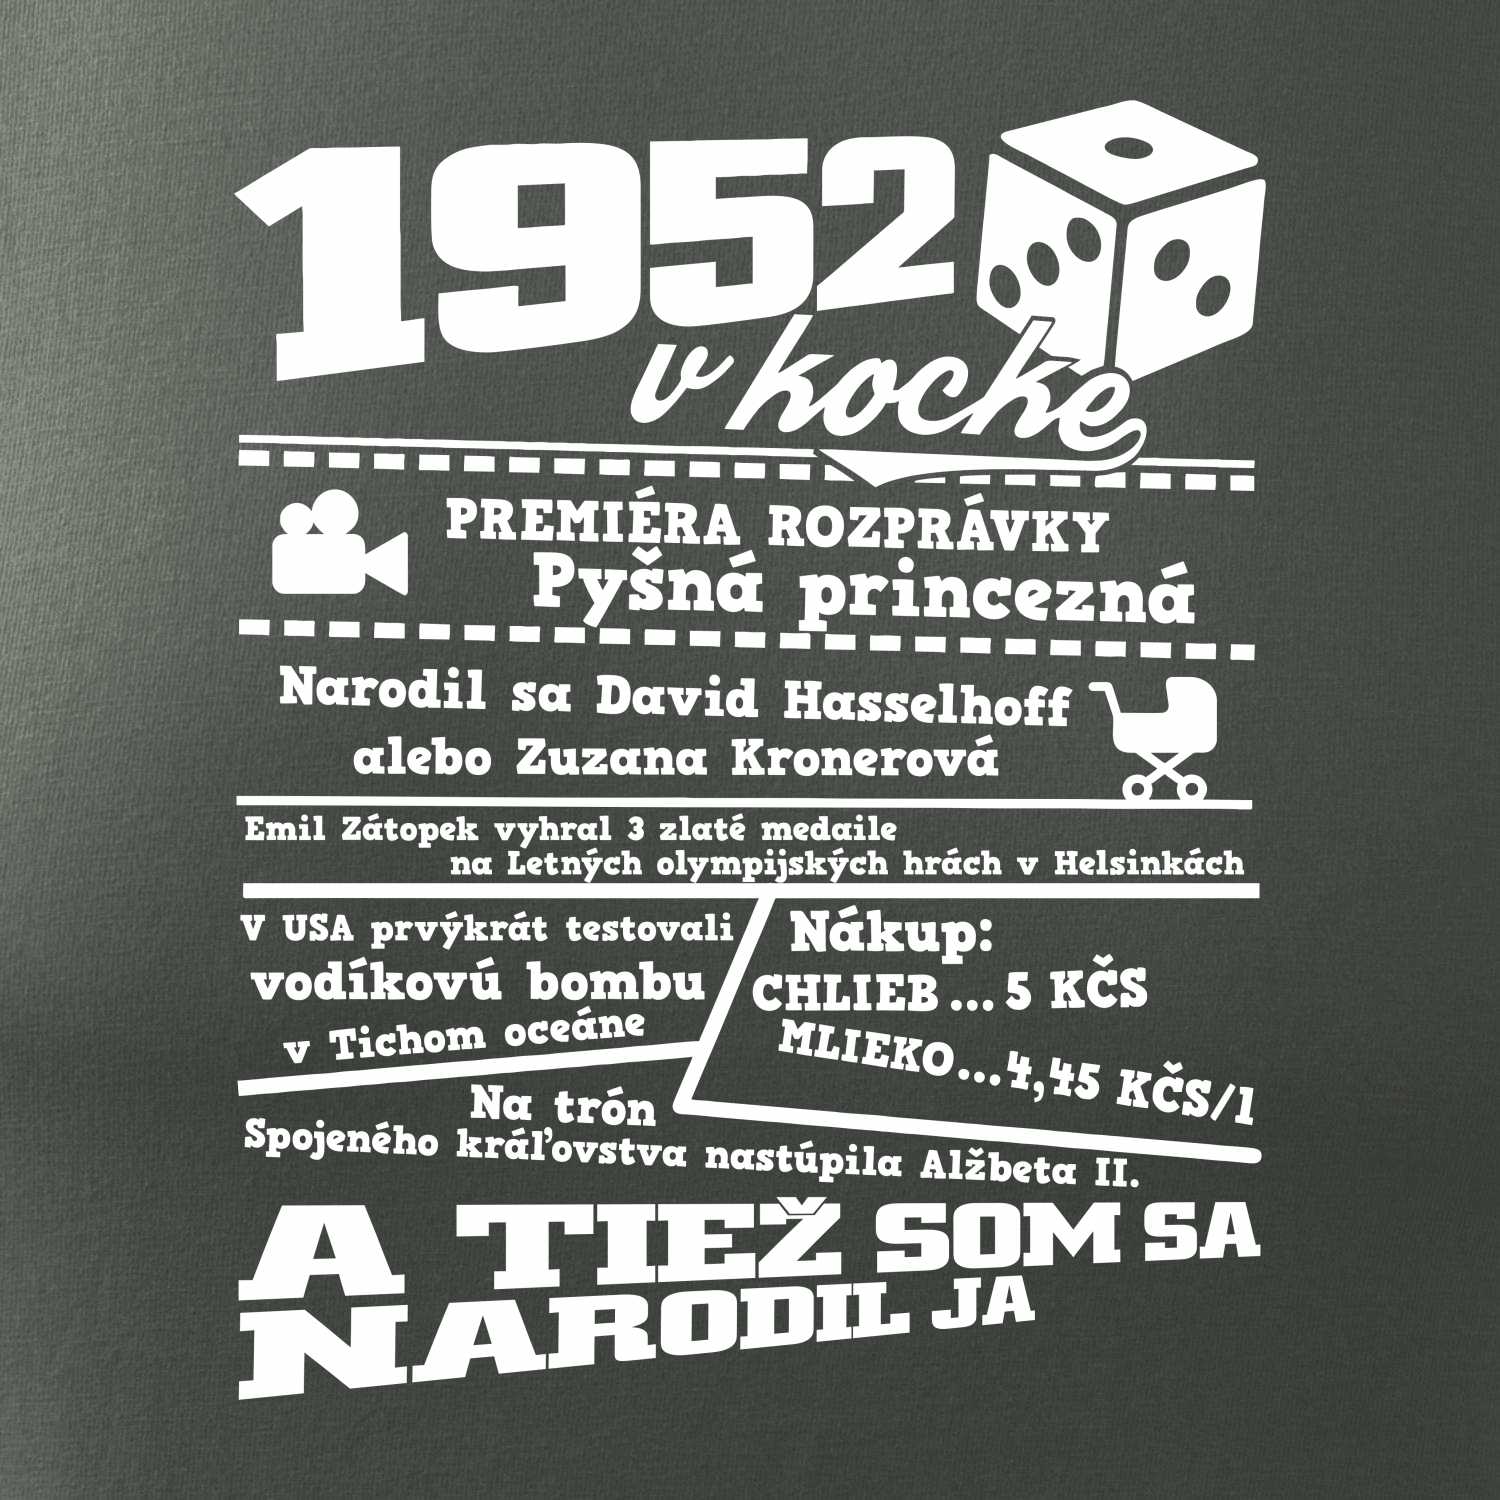 1952
v kocke
PREMIÉRA ROZPRÁVKY
Pyšná princezná
Narodil sa David Hasselhoff
alebo Zuzana Kronerová
Emil Zátopek vyhral 3 zlaté medaile
na Letných olympijských hrách v Helsinkách
V USA prvýkrát testovali
vodíkovú bombu
v Tichom oceáne
Nákup:
CHLIEB...5 KČS
MLIEKO...4,45 KČS/l
Na trón
Spojeného kráľovstva nastúpila Alžbeta II.
A TIEŽ SOM SA
NARODIL JA